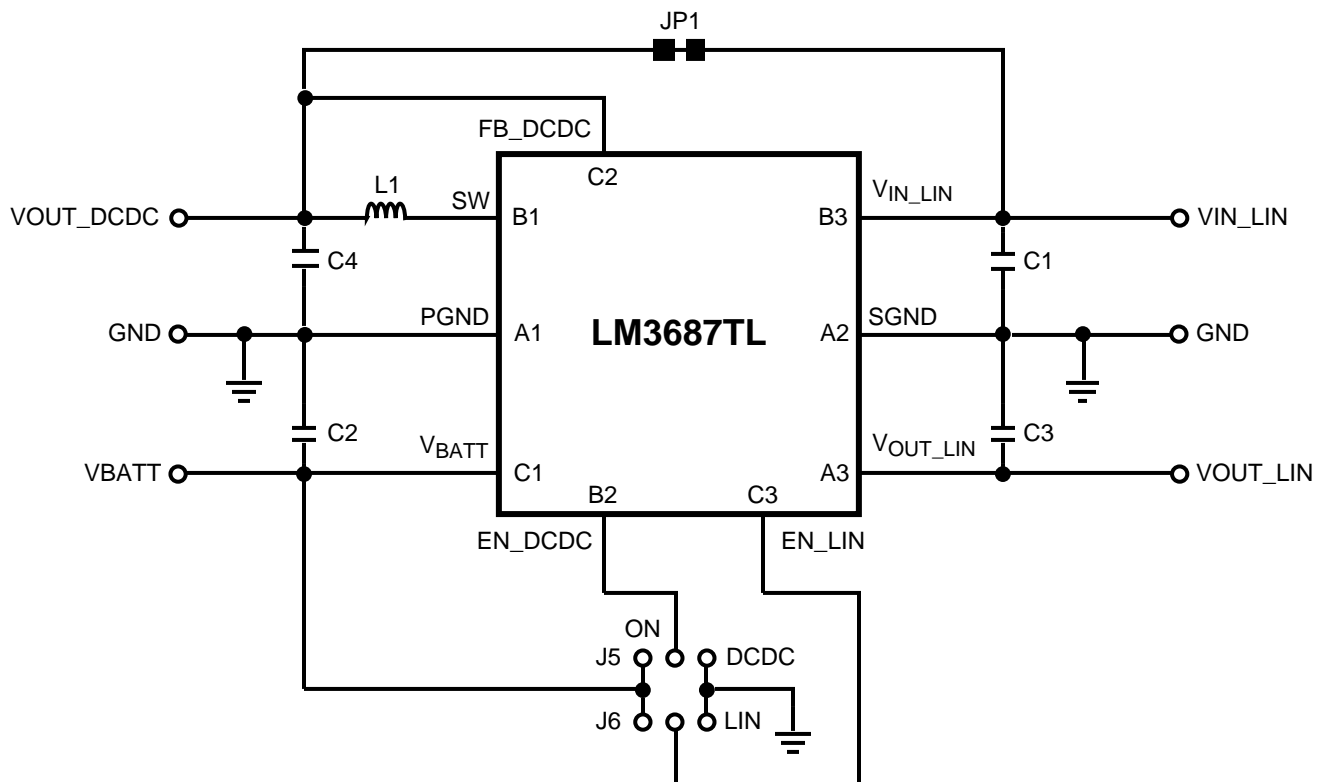 JP1
FB_DCDC
C2
L1
SW
VOUT_DCDC
B1
B3
VIN_LIN
VIN_LIN
C4
C1
PGND
SGND
GND
A1
LM3687TL
A2
GND
C2
C3
VBATT
VOUT_LIN
VBATT
C1
A3
VOUT_LIN
B2
C3
EN_DCDC
EN_LIN
ON
J5
DCDC
J6
LIN